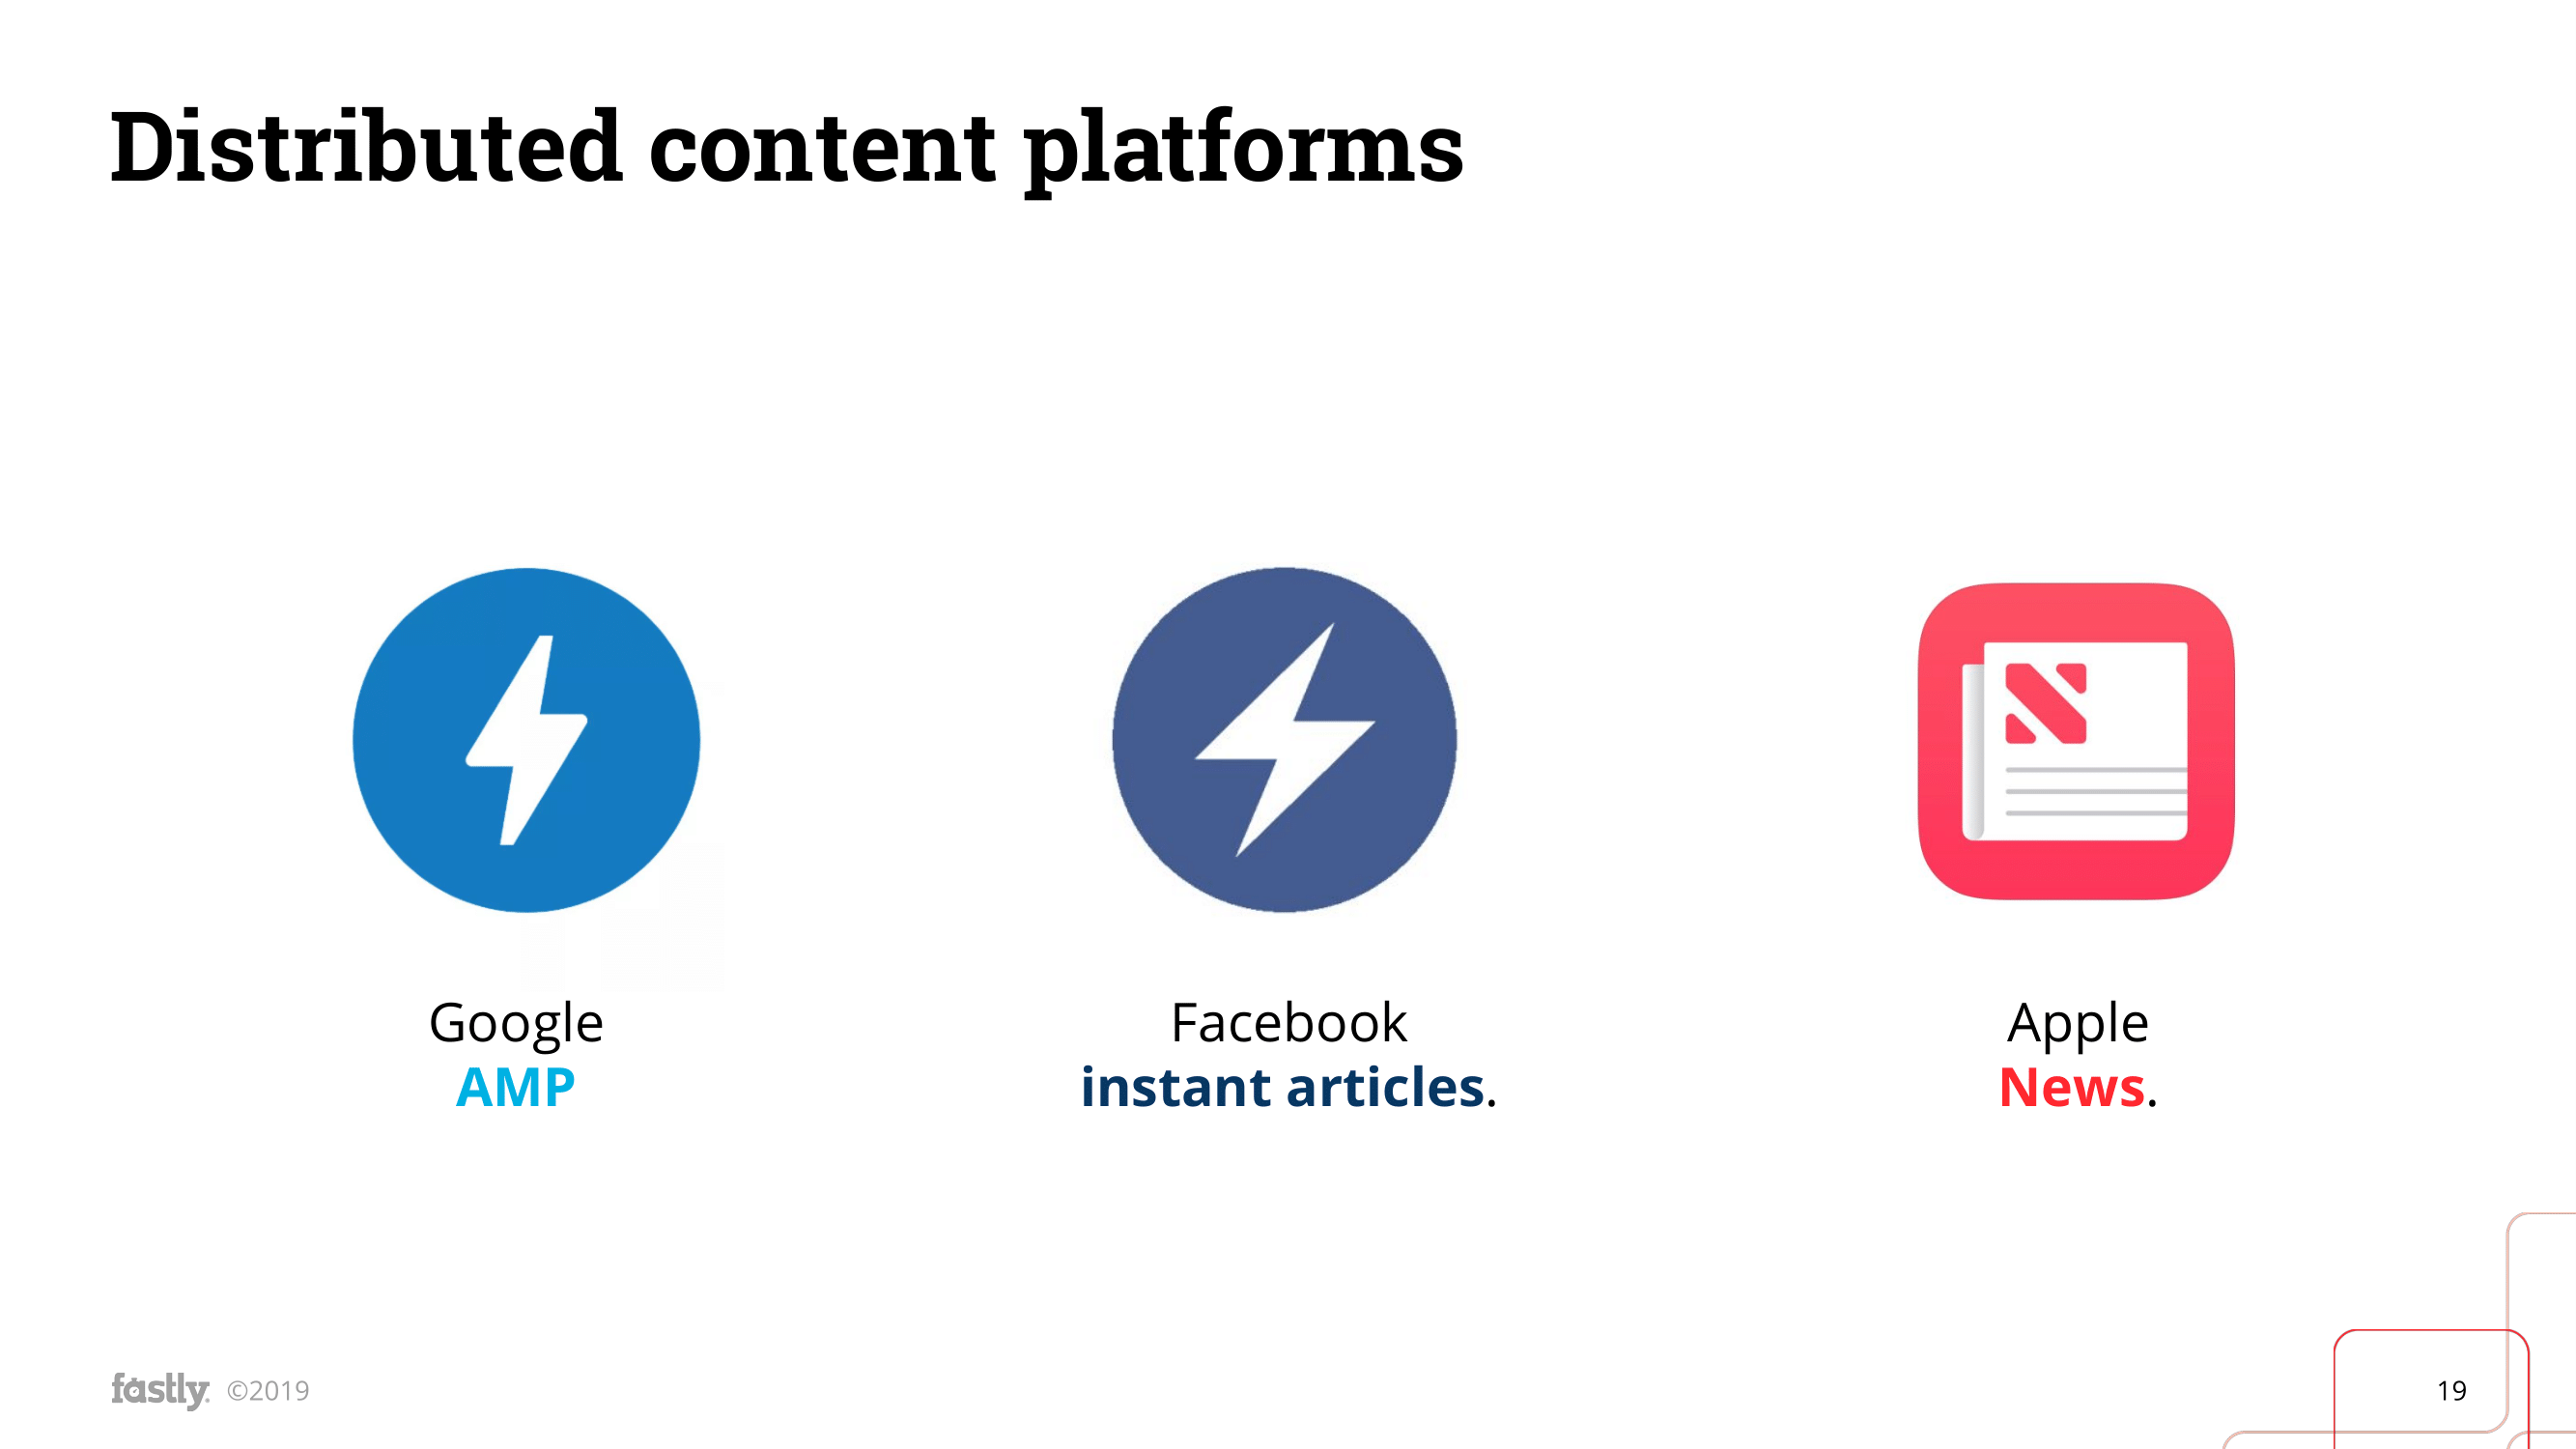 Distributed content platforms
Google
AMP
Facebook
instant articles.
Apple
News.
fastly. ©2019
19